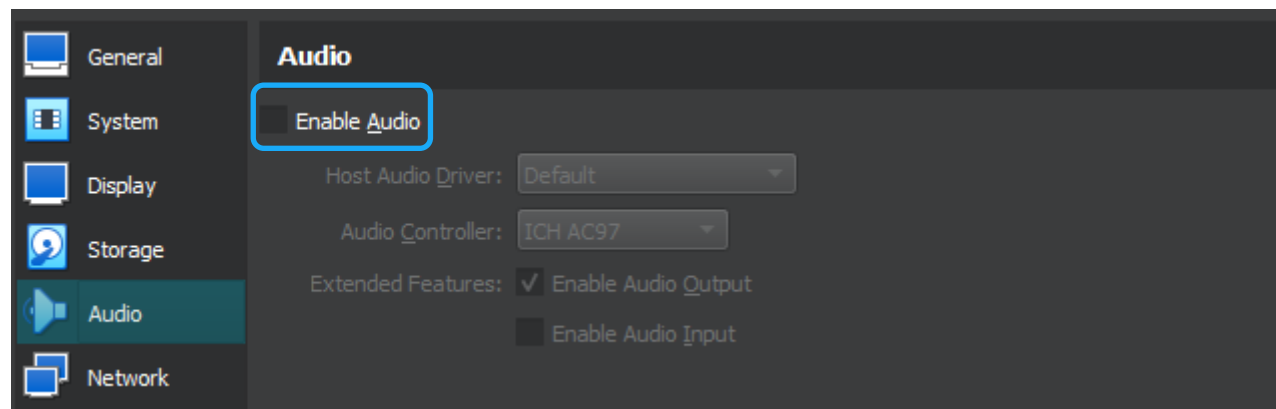 General
System
Display
Storage
Audio
Network
Audio
Enable Audio
Host Audio Driver: Default
Audio Controller: ICH AC97
Extended Features: Enable Audio Output
Enable Audio Input